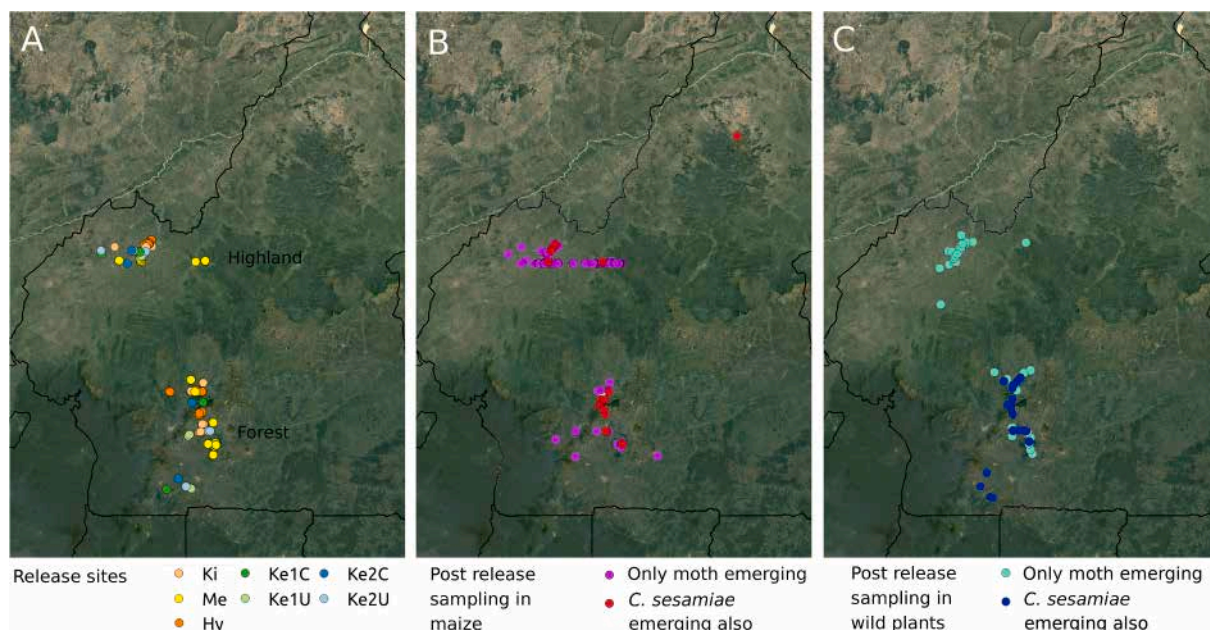 A
B
C
Highland
Forest
Release sites
Ki
Ke1C
Ke2C
Me
Ke1U
Ke2U
Hy
Post release
sampling in
maize
Only moth emerging
C. sesamiae
emerging also
Post release
sampling in
wild plants
Only moth emerging
C. sesamiae
emerging also